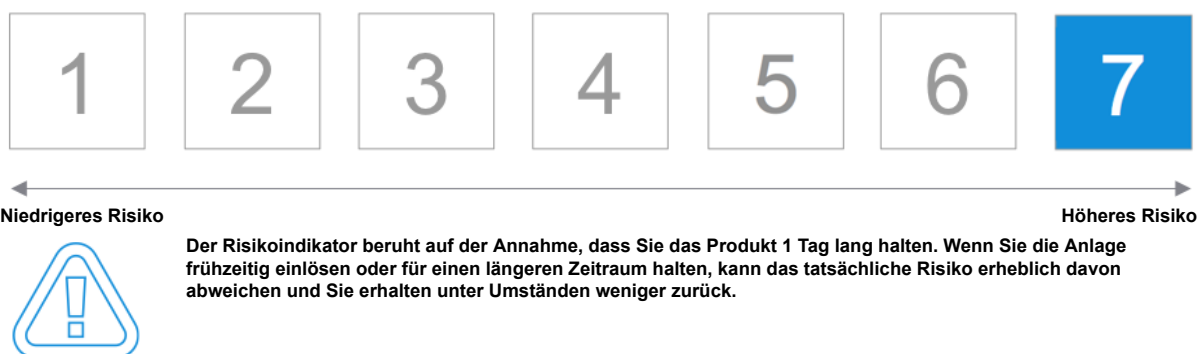 1 2 3 4 5 6 7
Niedrigeres Risiko Höheres Risiko
Der Risikoindikator beruht auf der Annahme, dass Sie das Produkt 1 Tag lang halten. Wenn Sie die Anlage
frühzeitig einlösen oder für einen längeren Zeitraum halten, kann das tatsächliche Risiko erheblich davon
abweichen und Sie erhalten unter Umständen weniger zurück.